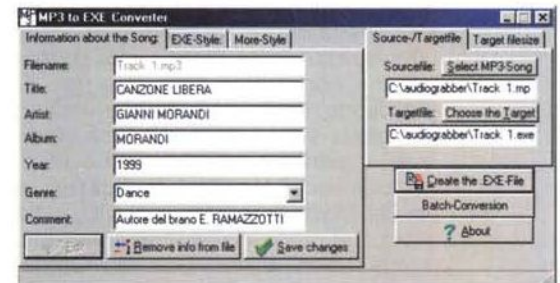 MP3 to EXE Converter
Information about the Song: EXE-Style: More-Style
Filename: Track 1.mp3
Title: CANZONE LIBERA
Artist: GIANNI MORANDI
Album: MORANDI
Year: 1999
Genre: Dance
Comment: Autore del brano E. RAMAZZOTTI
Remove info from file Save changes
Source-/Targetfile Target filesize
Sourcefile: Select MP3-Song
C:\audiograbber\Track 1.mp
Targetfile: Choose the Target
C:\audiograbber\Track 1.exe
Create the .EXE-File
Batch-Conversion
? About